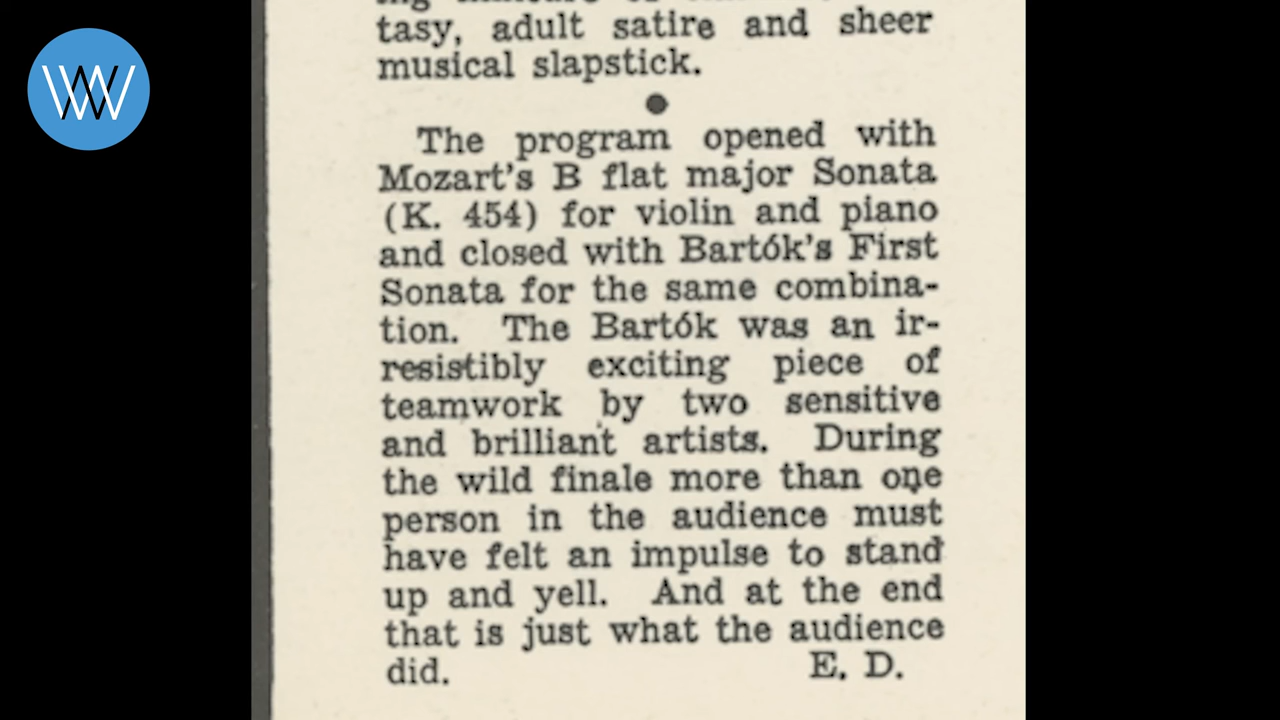 tasy, adult satire and sheer
musical slapstick.
The program opened with
Mozart's B flat major Sonata
(K. 454) for violin and piano
and closed with Bartók's First
Sonata for the same combina-
tion. The Bartók was an ir-
resistibly exciting piece of
teamwork by two sensitive
and brilliant artists. During
the wild finale more than one
person in the audience must
have felt an impulse to stand
up and yell. And at the end
that is just what the audience
did. E. D.